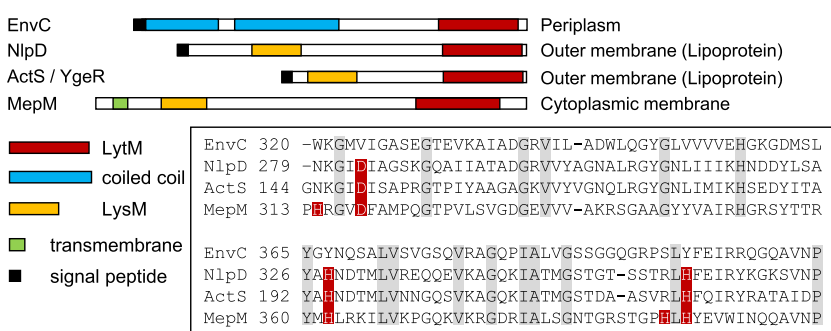 EnvC Periplasm
NlpD Outer membrane (Lipoprotein)
ActS / YgeR Outer membrane (Lipoprotein)
MepM Cytoplasmic membrane
LytM
coiled coil
LysM
transmembrane
signal peptide
EnvC 320 -WKGMVIGASEGTEVKAIADGRVIL-ADWLQGYGLVVVVEHGKGDMSL
NlpD 279 -NKGIDIAGSKGQAIIATADGRVVYAGNALRGYGNLIIIKHNDDYLSA
ActS 144 GNKGIDISAPRGTPIYAAGAGKVVYVGNQLRGYGNLIMIKHSEDYITA
MepM 313 PHRGVDFAMPQGTPVLSVGDGEVVV-AKRSGAAGYYVAIRHGRSYTTR
EnvC 365 YGYNQSALVSVGSQVRAGQPIALVGSSGGQGRPSLYFEIRRQGQAVNP
NlpD 326 YAHNDTMLVREQQEVKAGQKIATMGSTGT-SSTRLHFEIRYKGKSVNP
ActS 192 YAHNDTMLVNNGQSVKAGQKIATMGSTDA-ASVRLHFQIRYRATAIDP
MepM 360 YMHLRKILVKPGQKVKRGDRIALSGNTGRSTGPHLHYEVWINQQAVNP